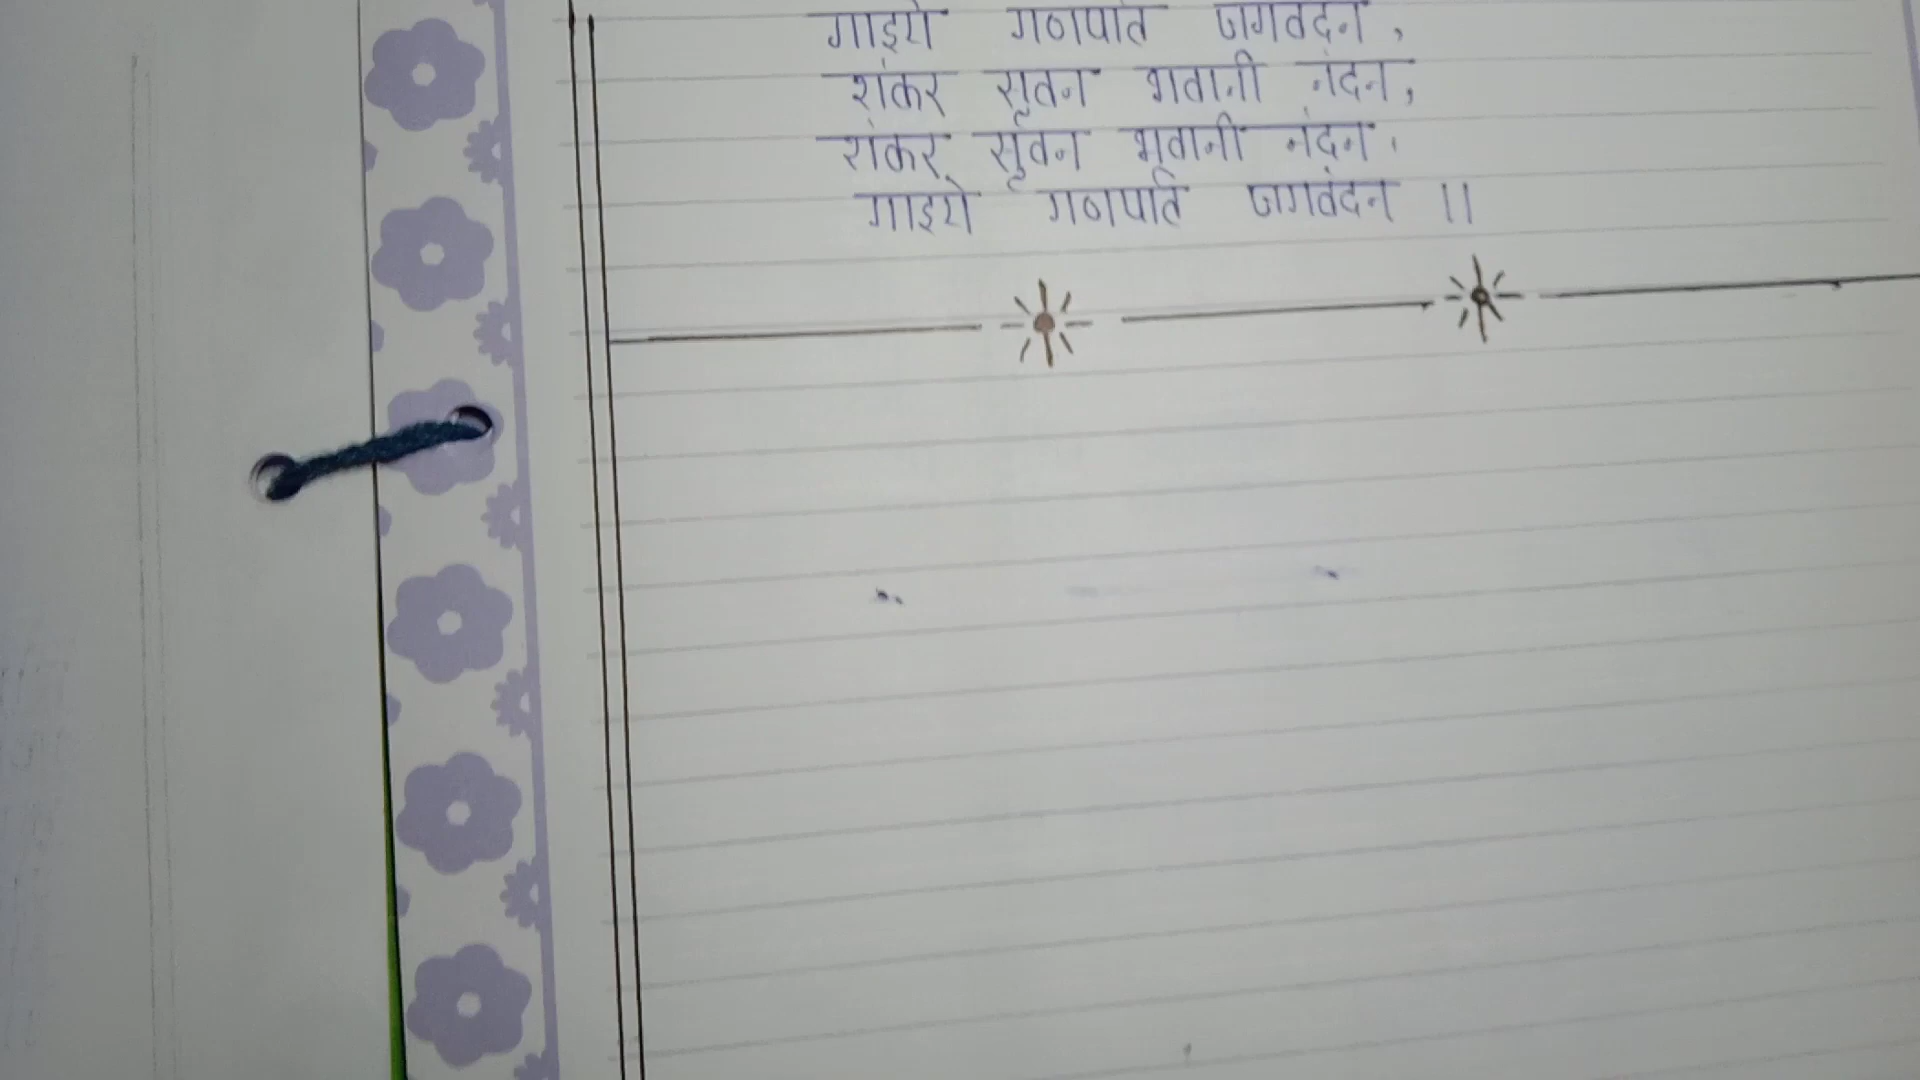 गाइये गणपति जगवंदन,
शंकर सुवन भवानी नंदन,
शंकर सुवन भवानी नंदन।
गाइये गणपति जगवंदन ।।